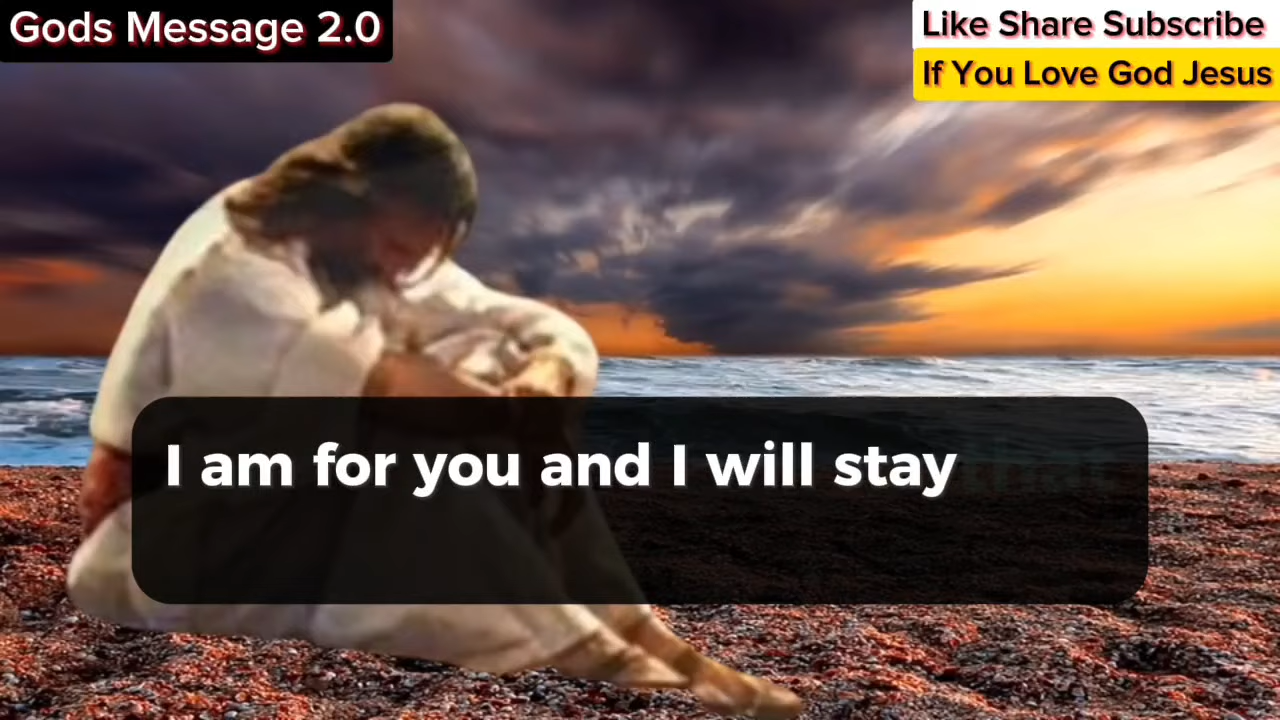 Gods Message 2.0
Like Share Subscribe
If You Love God Jesus
I am for you and I will stay